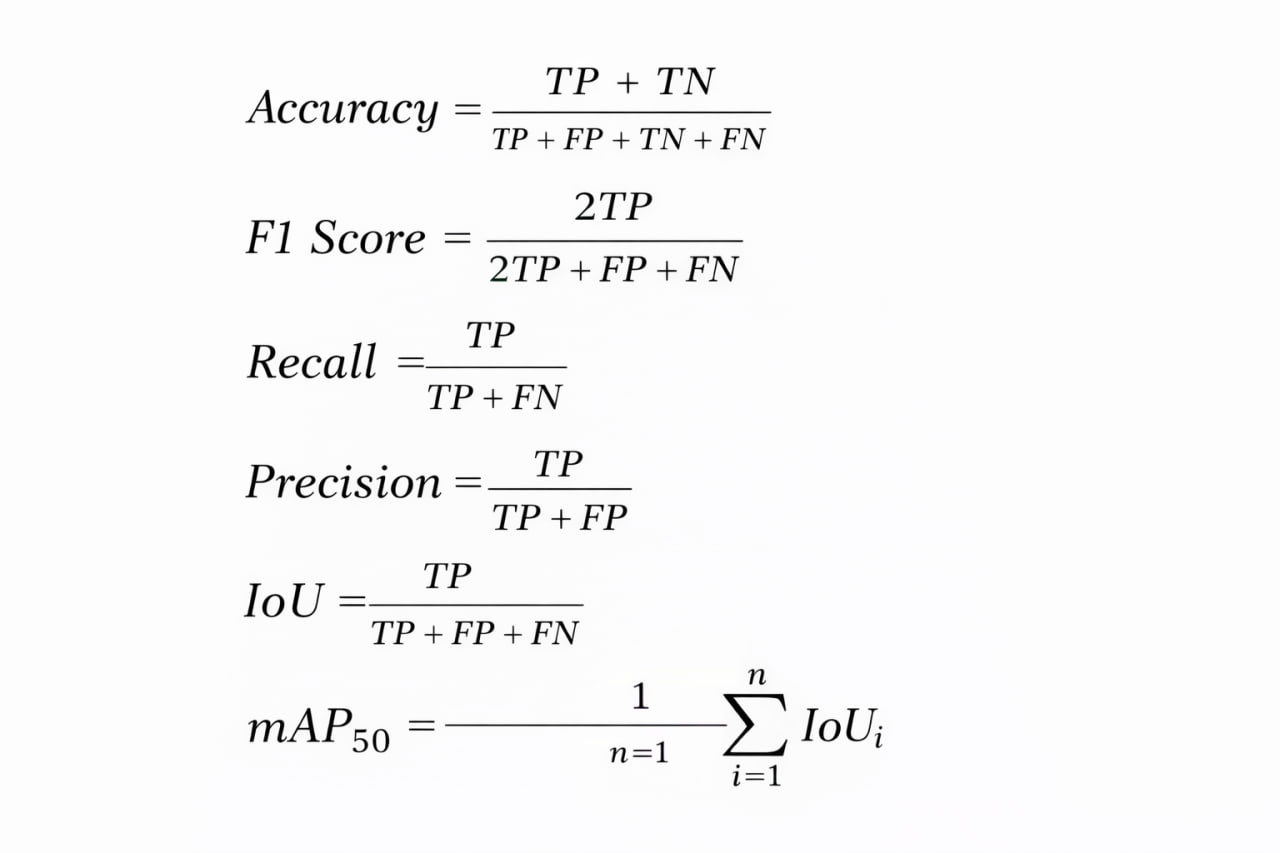 Accuracy = TP + TN / TP + FP + TN + FN
F1 Score = 2TP / 2TP + FP + FN
Recall = TP / TP + FN
Precision = TP / TP + FP
IoU = TP / TP + FP + FN
mAP₅₀ = 1 / n=1 ∑ n i=1 IoUᵢ